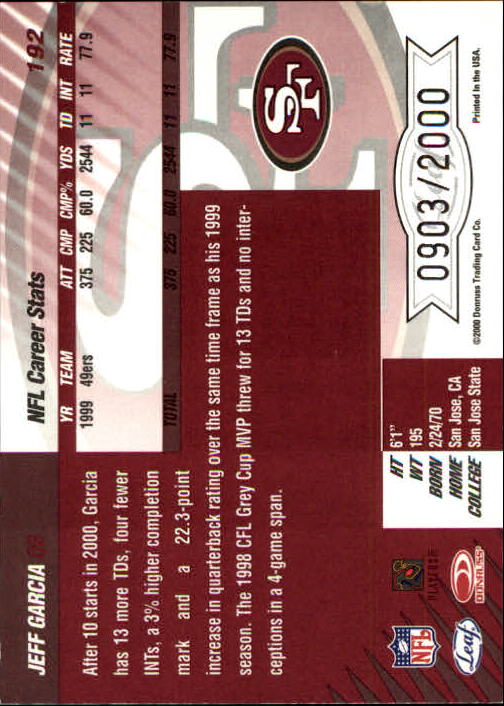 JEFF GARCIA QB
192
NFL Career Stats
YR TEAM ATT CMP CMP% YDS TD INT RATE
1999 49ers 375 225 60.0 2544 11 11 77.9
TOTAL 375 225 60.0 2544 11 11 77.9
After 10 starts in 2000, Garcia
has 13 more TDs, four fewer
INTs, a 3% higher completion
mark and a 22.3-point
increase in quarterback rating over the same time frame as his 1999
season. The 1998 CFL Grey Cup MVP threw for 13 TDs and no inter-
ceptions in a 4-game span.
SF
HT 6'1"
WT 195
BORN 2/24/70
HOME San Jose, CA
COLLEGE San Jose State
0903/2000
NFL
PLAYERS
Leaf
DONRUSS
©2000 Donruss Trading Card Co.
Printed in the USA.